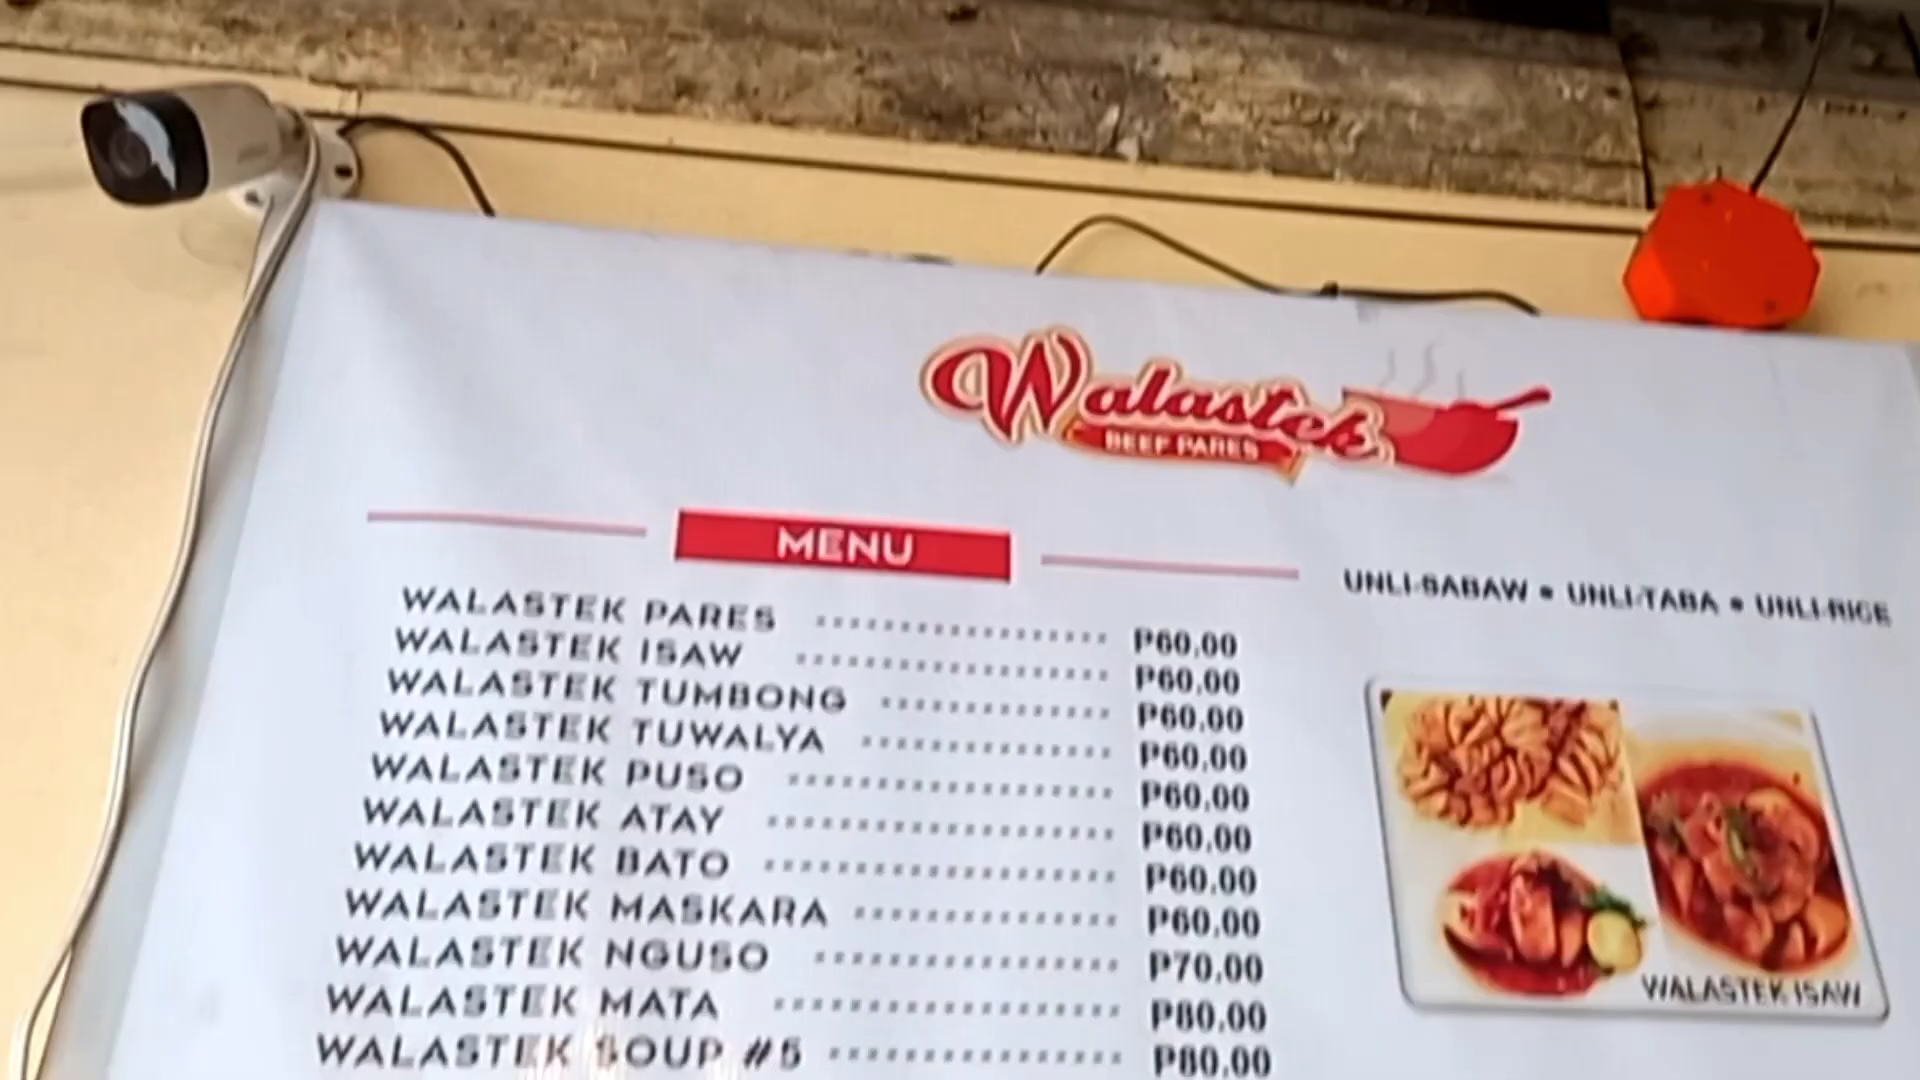 Walastek
BEEF PARES
MENU
UNLI-SABAW • UNLI-TABA • UNLI-RICE
WALASTEK PARES ..................... P60.00
WALASTEK ISAW ....................... P60.00
WALASTEK TUMBONG ................. P60.00
WALASTEK TUWALYA .................. P60.00
WALASTEK PUSO ....................... P60.00
WALASTEK ATAY ........................ P60.00
WALASTEK BATO ........................ P60.00
WALASTEK MASKARA ................... P60.00
WALASTEK NGUSO ...................... P70.00
WALASTEK MATA ......................... P80.00
WALASTEK SOUP #5 ..................... P80.00
WALASTEK ISAW